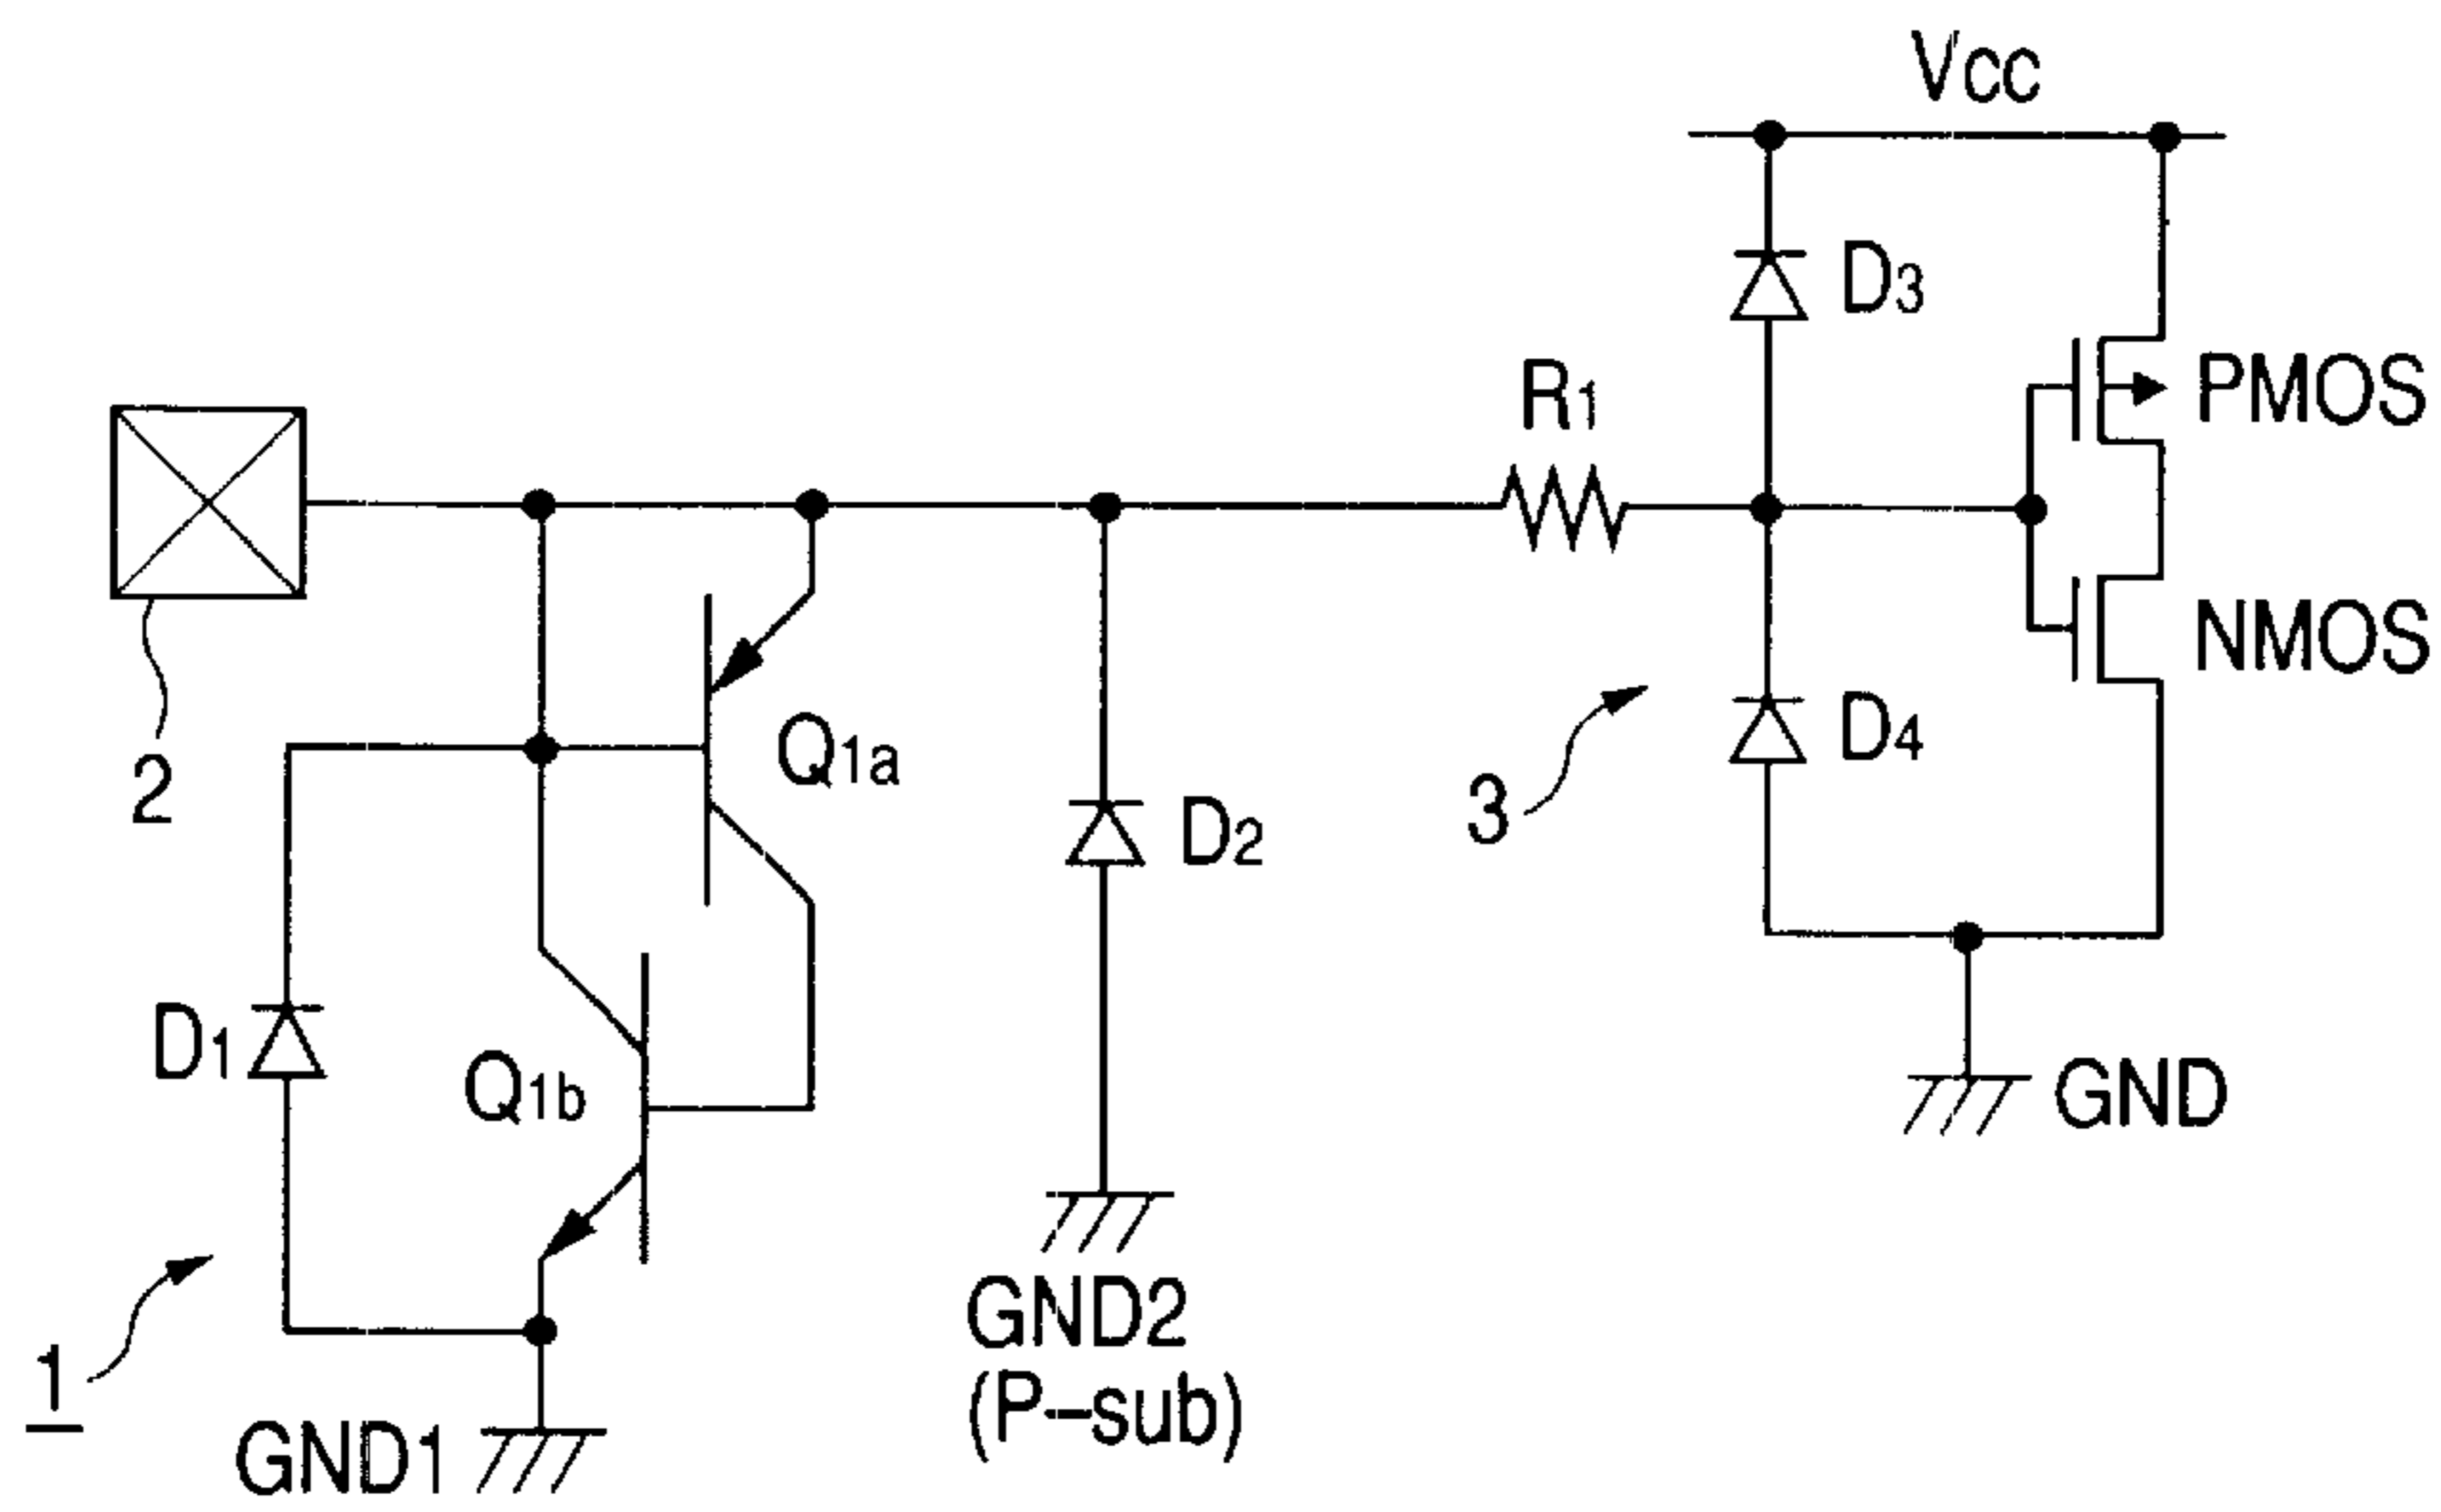 Vcc
D3
R1
PMOS
2
Q1a
D2
3
D4
NMOS
D1
Q1b
GND
1
GND1
GND2
(P-sub)